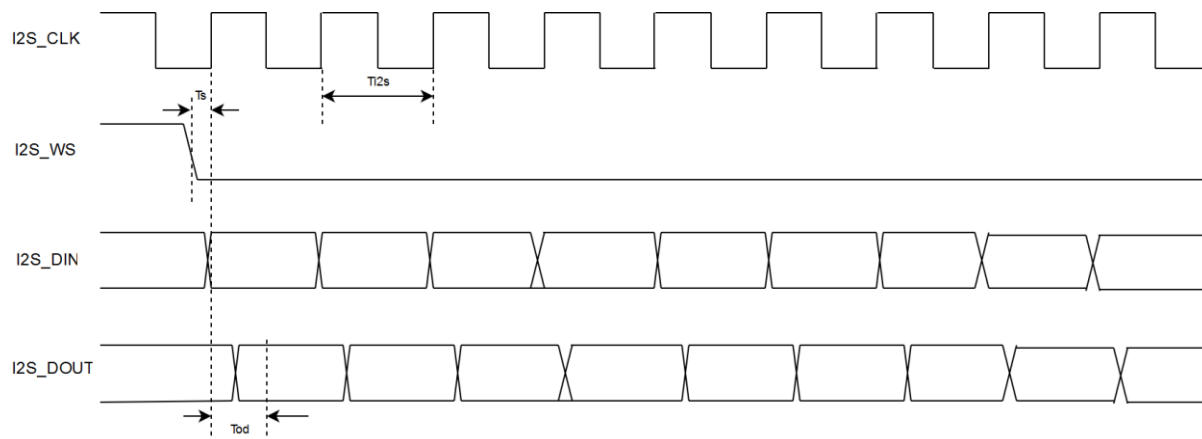 I2S_CLK
Ts
TI2s
I2S_WS
I2S_DIN
I2S_DOUT
Tod